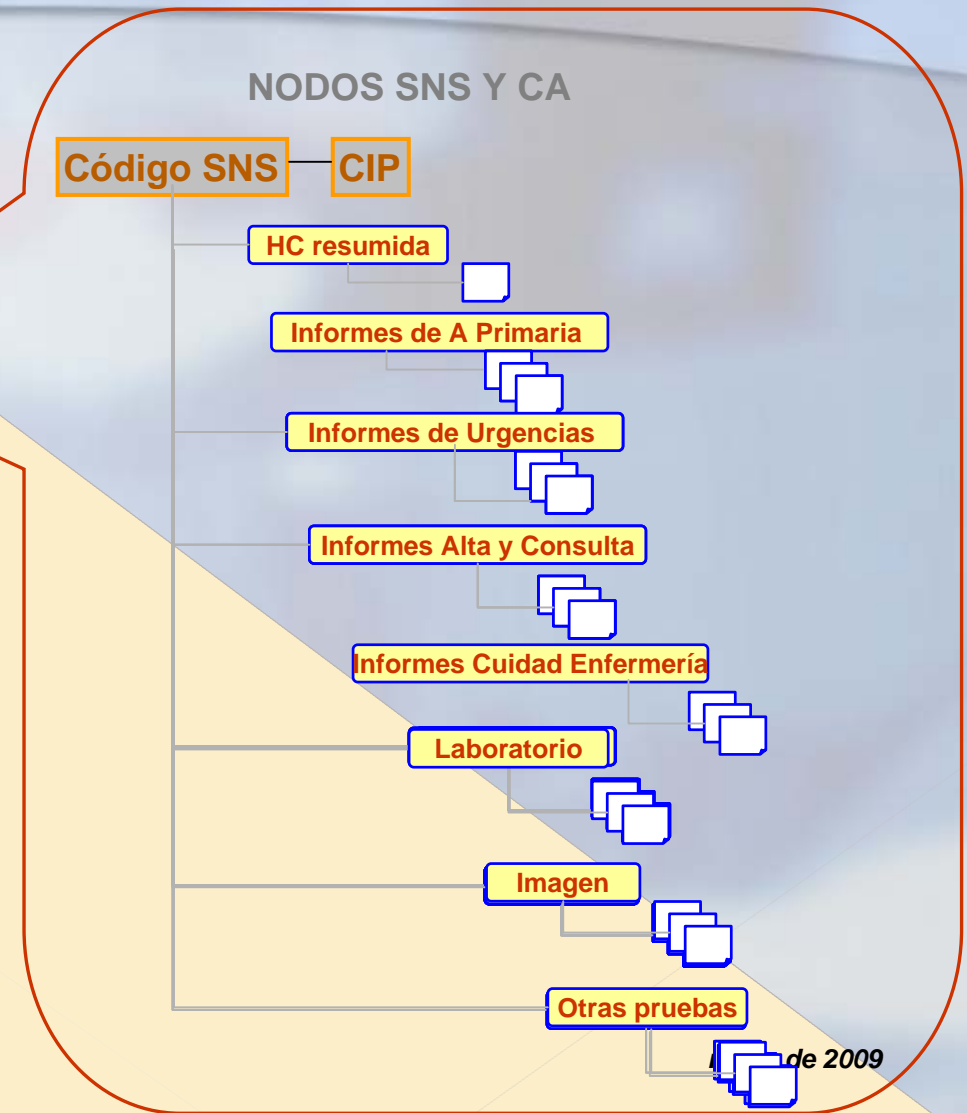 NODOS SNS Y CA
Código SNS CIP
HC resumida
Informes de A Primaria
Informes de Urgencias
Informes Alta y Consulta
Informes Cuidad Enfermería
Laboratorio
Imagen
Otras pruebas
de 2009